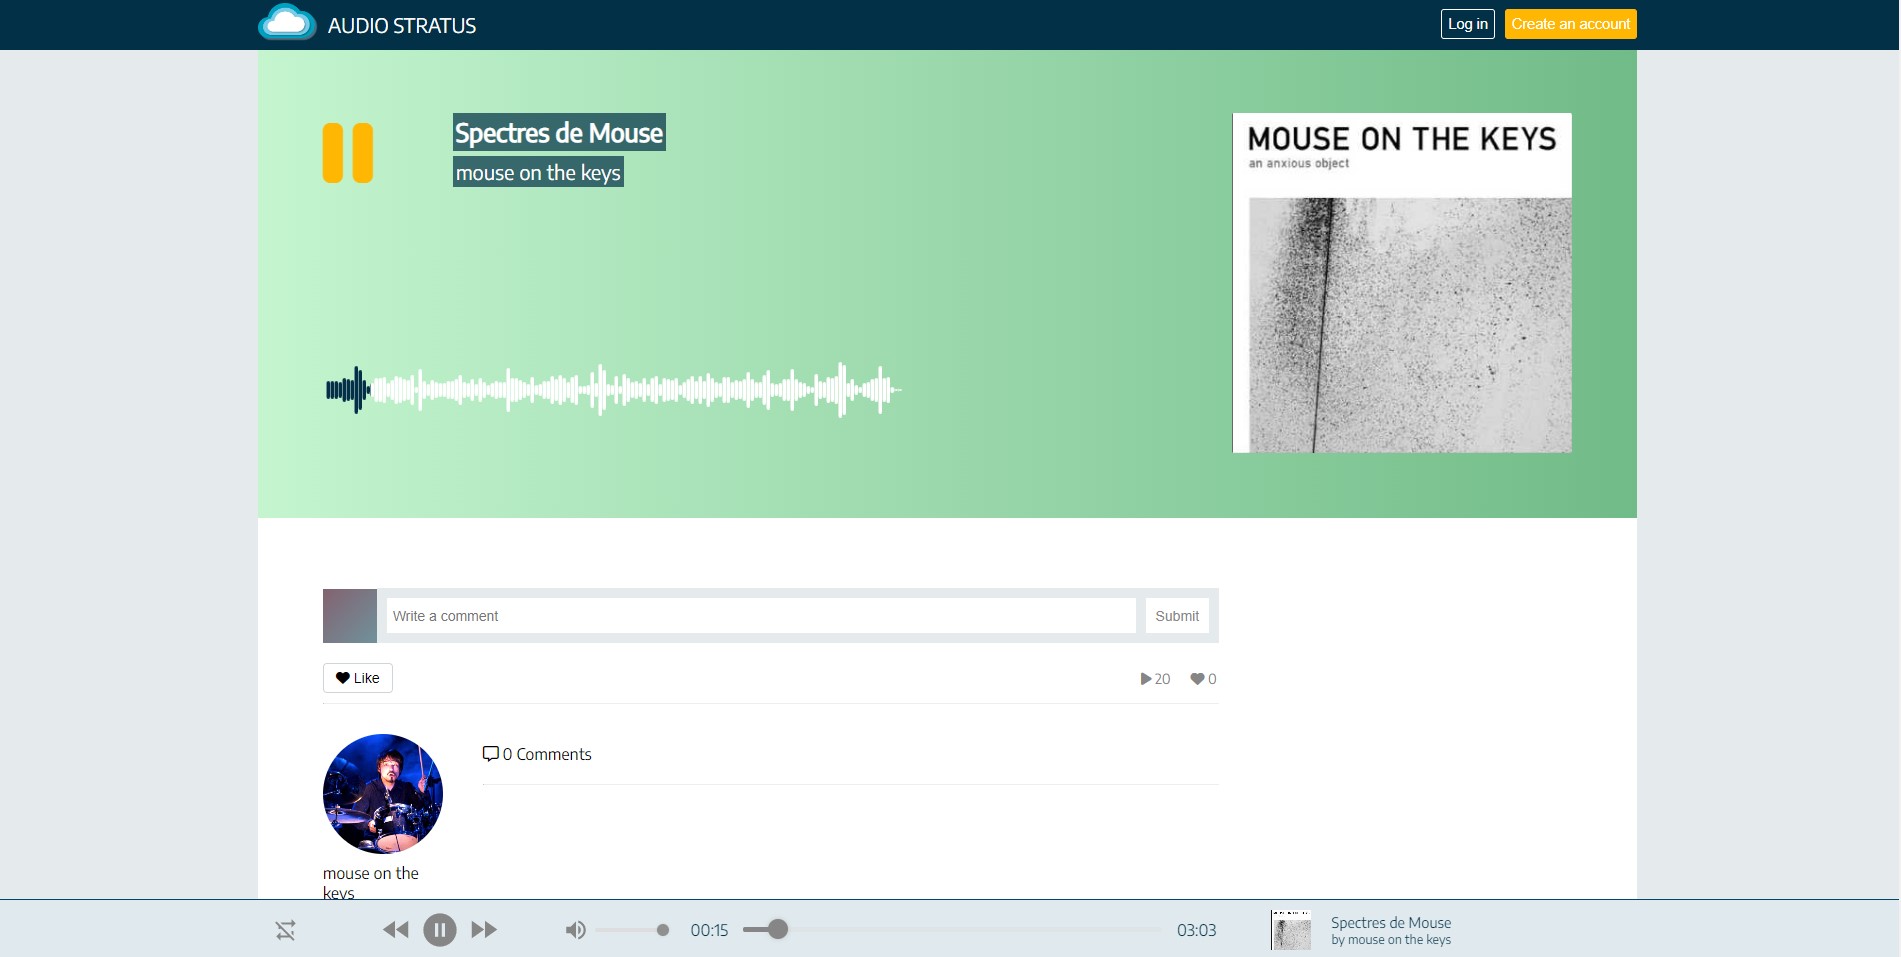 AUDIO STRATUS
Log in
Create an account
Spectres de Mouse
mouse on the keys
MOUSE ON THE KEYS
an anxious object
Write a comment
Submit
Like
20
0
0 Comments
mouse on the
keys
00:15
03:03
Spectres de Mouse
by mouse on the keys